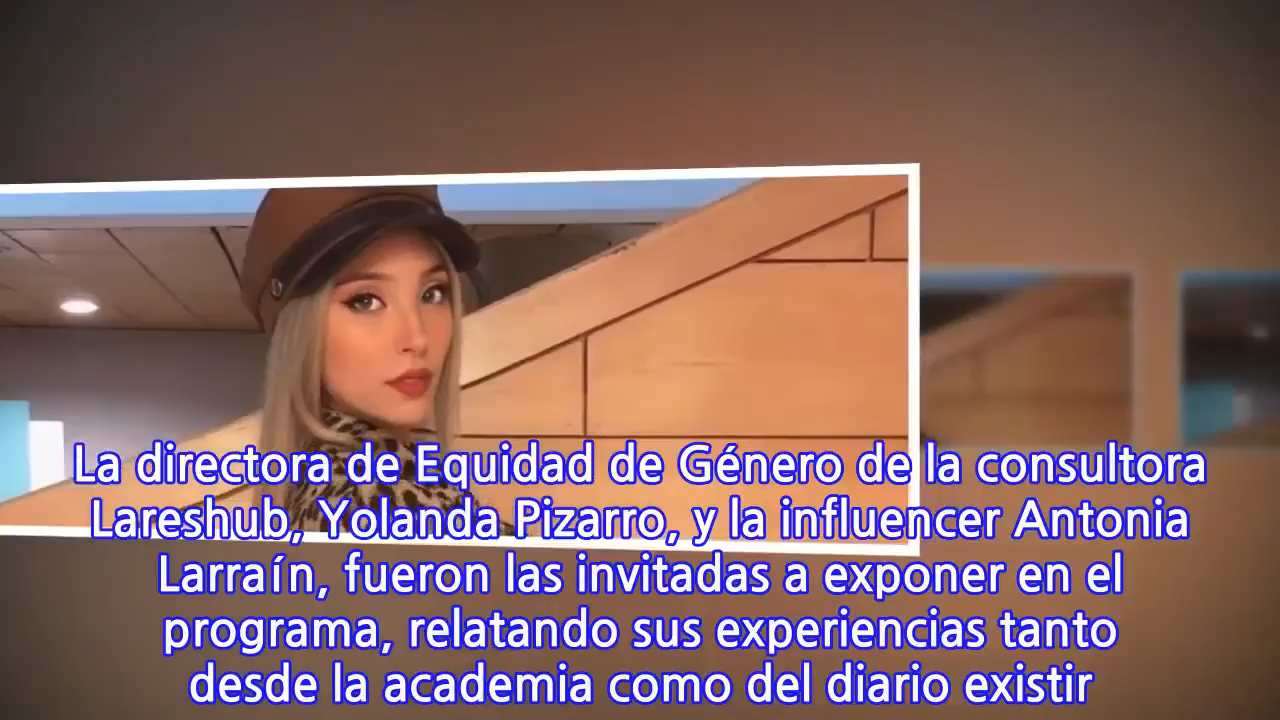 La directora de Equidad de Género de la consultora
Lareshub, Yolanda Pizarro, y la influencer Antonia
Larraín, fueron las invitadas a exponer en el
programa, relatando sus experiencias tanto
desde la academia como del diario existir